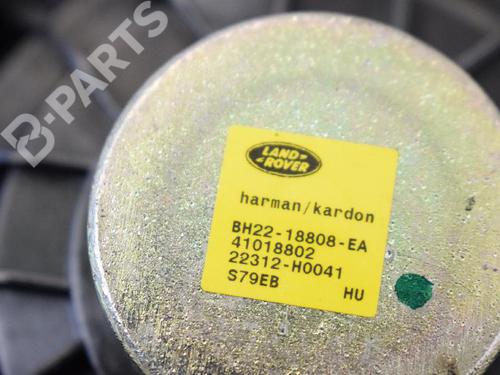 B-PARTS
LAND
ROVER
harman/kardon
BH22-18808-EA
41018802
22312-H0041
S79EB HU